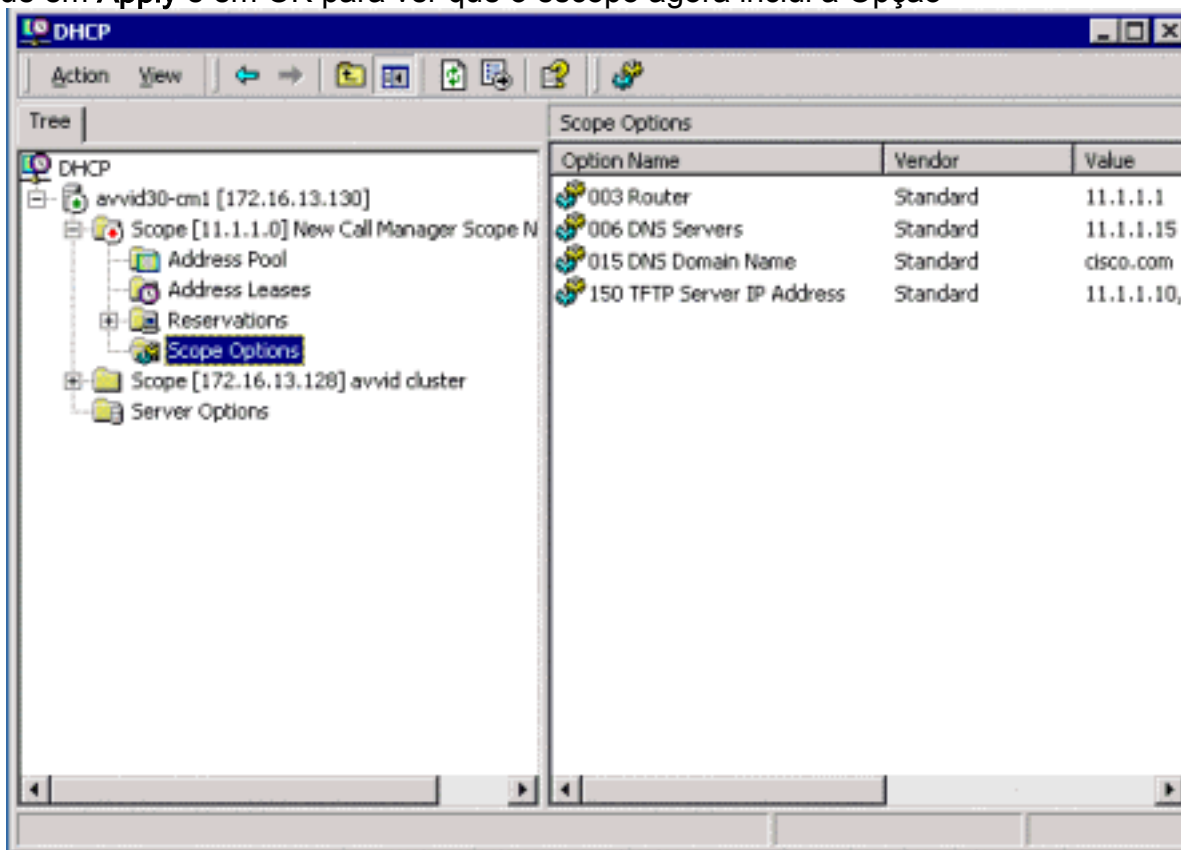 Apply e em OK para ver que o escopo agora inclui a Opção
DHCP
Action View
Tree
Scope Options
DHCP
avvid30-cm1 [172.16.13.130]
Scope [11.1.1.0] New Call Manager Scope N
Address Pool
Address Leases
Reservations
Scope Options
Scope [172.16.13.128] avvid cluster
Server Options
Option Name Vendor Value
003 Router Standard 11.1.1.1
006 DNS Servers Standard 11.1.1.15
015 DNS Domain Name Standard cisco.com
150 TFTP Server IP Address Standard 11.1.1.10,